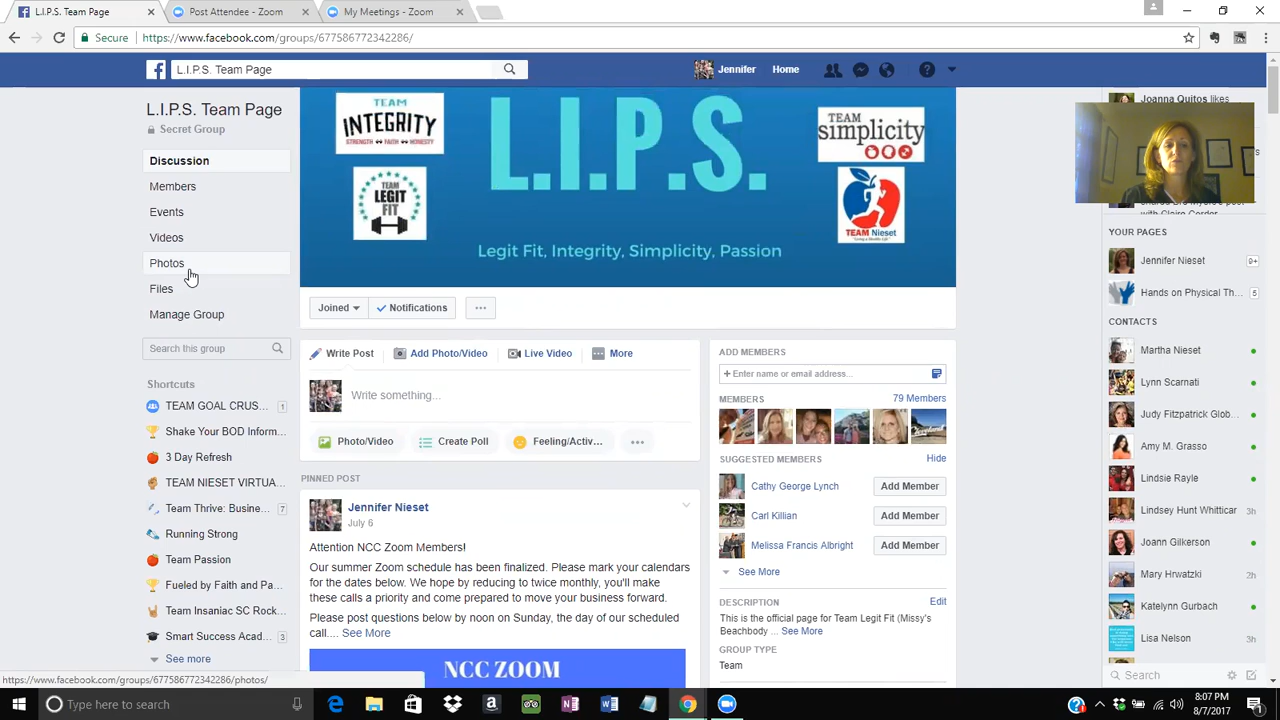 L.I.P.S. Team Page
Post Attendee - Zoom
My Meetings - Zoom
Secure
https://www.facebook.com/groups/677586772342286/
L.I.P.S. Team Page
Jennifer
Home
L.I.P.S. Team Page
Secret Group
Discussion
Members
Events
Videos
Photos
Files
Manage Group
Search this group
Shortcuts
TEAM GOAL CRUS... 1
Shake Your BOD Inform...
3 Day Refresh
TEAM NIESET VIRTUA...
Team Thrive: Busine... 7
Running Strong
Team Passion
Fueled by Faith and Pa...
Team Insaniac SC Rock...
Smart Success Acad... 3
See more
https://www.facebook.com/groups/677586772342286/photos/
TEAM
INTEGRITY
STRENGTH FAITH HONESTY
TEAM
LEGIT
FIT
L.I.P.S.
Legit Fit, Integrity, Simplicity, Passion
TEAM
simplicity
TEAM Nieset
Joined
Notifications
Write Post
Add Photo/Video
Live Video
More
Write something...
Photo/Video
Create Poll
Feeling/Activ...
PINNED POST
Jennifer Nieset
July 6
Attention NCC Zoom Members!
Our summer Zoom schedule has been finalized. Please mark your calendars
for the dates below. We hope by reducing to twice monthly, you'll make
these calls a priority and come prepared to move your business forward.
Please post questions below by noon on Sunday, the day of our scheduled
call.... See More
NCC ZOOM
ADD MEMBERS
+ Enter name or email address...
MEMBERS
79 Members
SUGGESTED MEMBERS
Hide
Cathy George Lynch
Add Member
Carl Killian
Add Member
Melissa Francis Albright
Add Member
See More
DESCRIPTION
Edit
This is the official page for Team Legit Fit (Missy's
Beachbody ... See More
GROUP TYPE
Team
Joanna Quitos likes
with Claire Corder
YOUR PAGES
Jennifer Nieset 9+
Hands on Physical Th... 5
CONTACTS
Martha Nieset
Lynn Scarnati
Judy Fitzpatrick Glob...
Amy M. Grasso
Lindsie Rayle
Lindsey Hunt Whitticar 3h
Joann Gilkerson
Mary Hrwatzki 2h
Katelynn Gurbach
Lisa Nelson 3h
Search
Type here to search
8:07 PM
8/7/2017